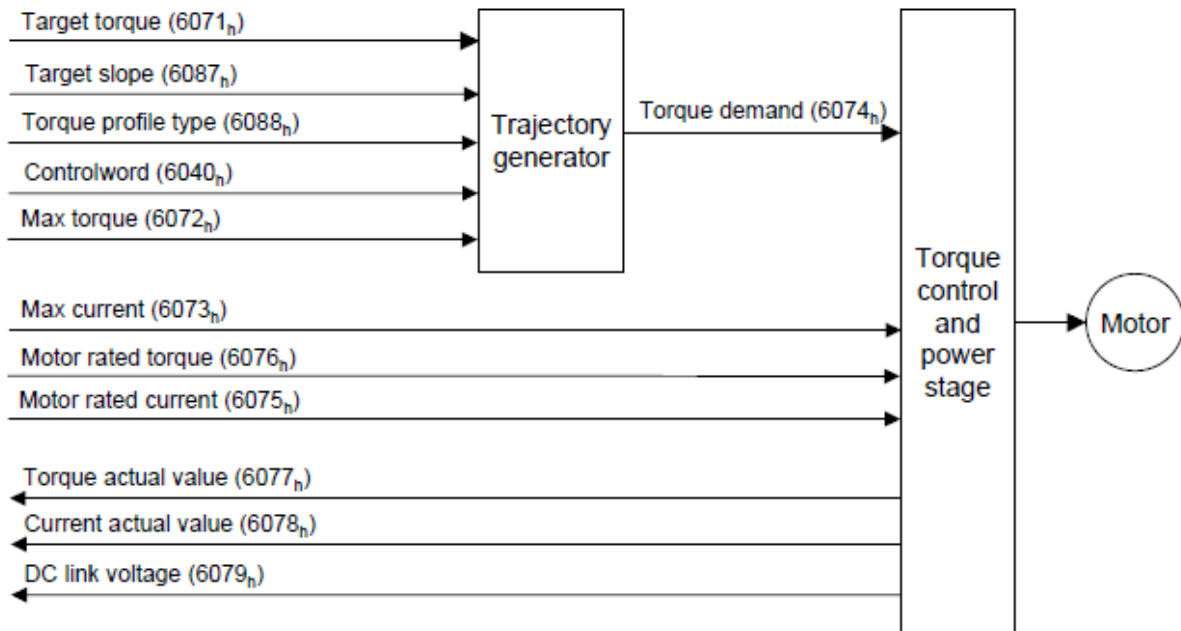 Target torque (6071h)
Target slope (6087h)
Torque profile type (6088h)
Controlword (6040h)
Max torque (6072h)
Trajectory
generator
Torque demand (6074h)
Max current (6073h)
Motor rated torque (6076h)
Motor rated current (6075h)
Torque actual value (6077h)
Current actual value (6078h)
DC link voltage (6079h)
Torque
control
and
power
stage
Motor